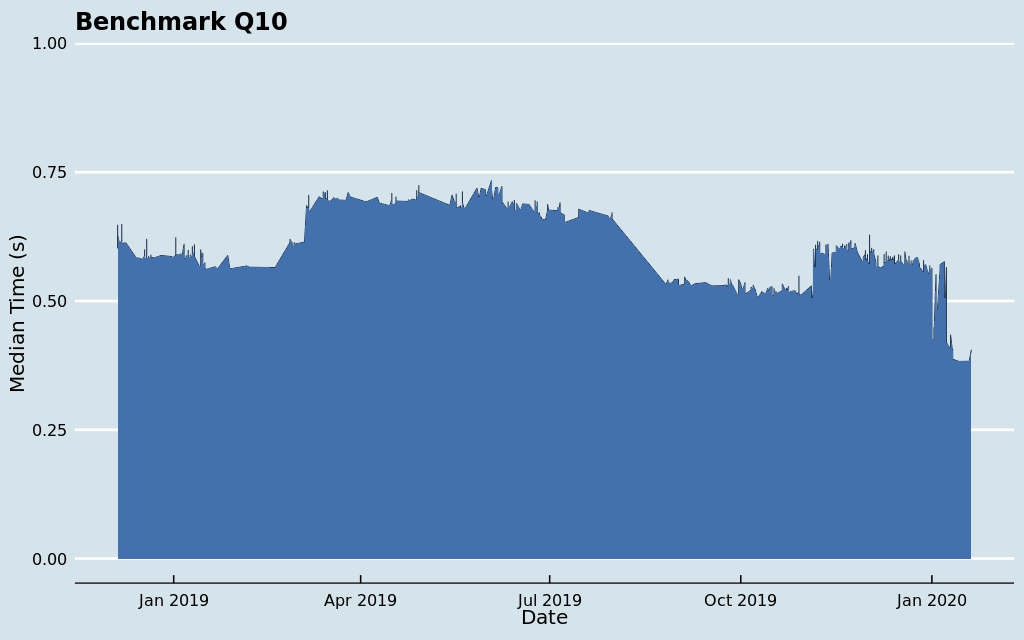 Benchmark Q10
1.00
0.75
0.50
0.25
0.00
Median Time (s)
Jan 2019
Apr 2019
Jul 2019
Oct 2019
Jan 2020
Date